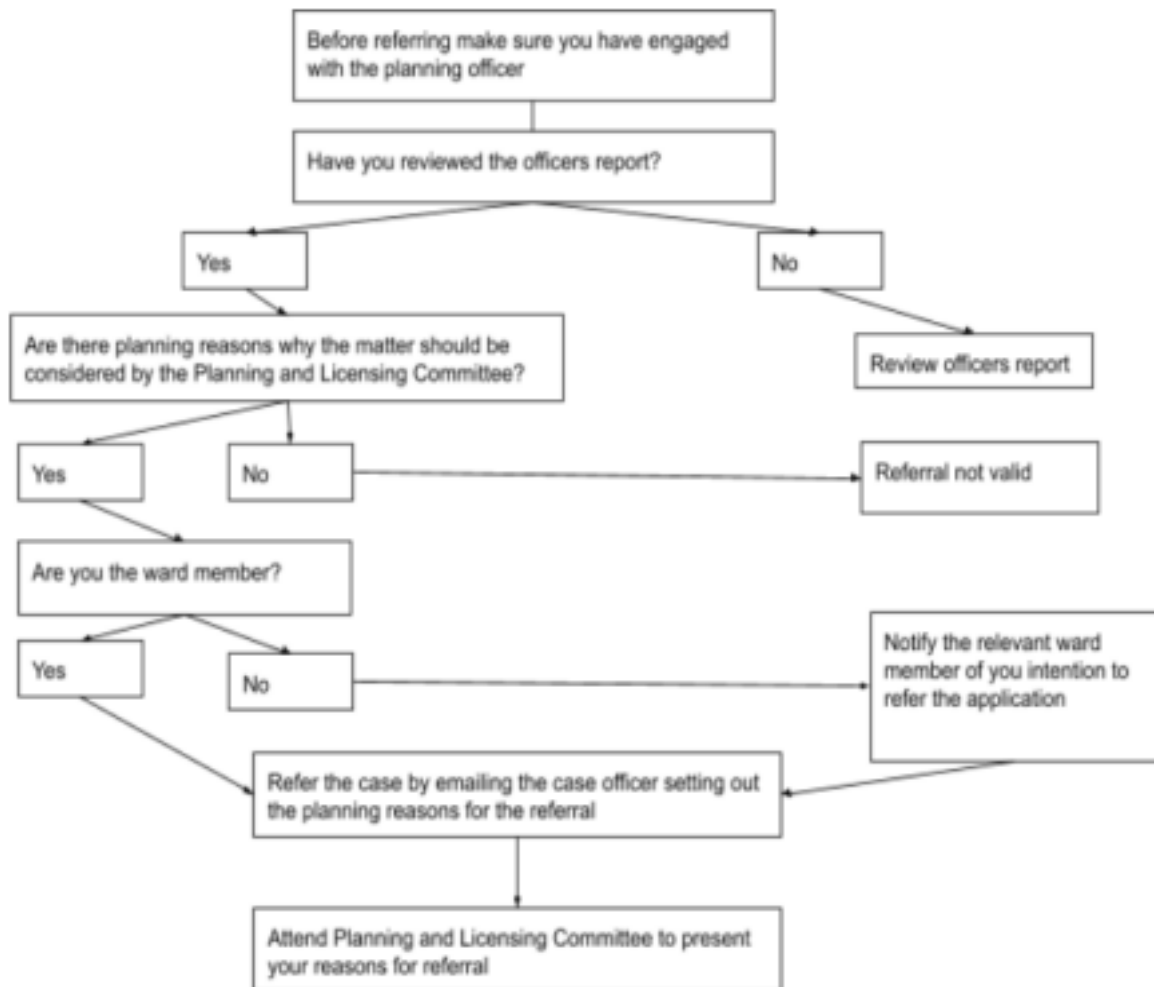 Before referring make sure you have engaged
with the planning officer
Have you reviewed the officers report?
Yes
No
Are there planning reasons why the matter should be
considered by the Planning and Licensing Committee?
Review officers report
Yes
No
Referral not valid
Are you the ward member?
Yes
No
Notify the relevant ward
member of you intention to
refer the application
Refer the case by emailing the case officer setting out
the planning reasons for the referral
Attend Planning and Licensing Committee to present
your reasons for referral